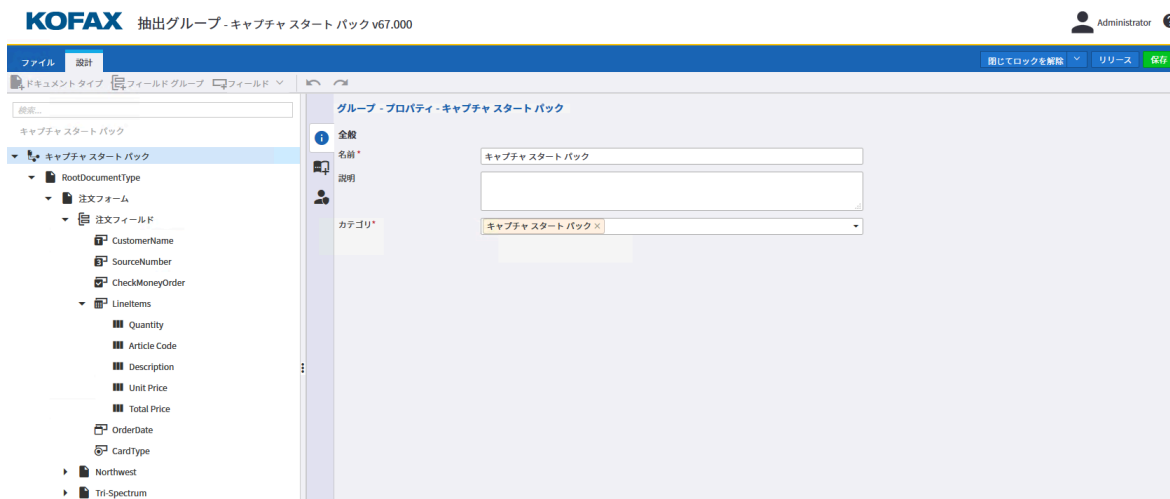 KOFAX 抽出グループ - キャプチャ スタート パック v67.000
Administrator
ファイル 設計
閉じてロックを解除 リリース 保存
ドキュメント タイプ フィールド グループ フィールド
検索...
キャプチャ スタート パック
キャプチャ スタート パック
RootDocumentType
注文フォーム
注文フィールド
CustomerName
SourceNumber
CheckMoneyOrder
LineItems
Quantity
Article Code
Description
Unit Price
Total Price
OrderDate
CardType
Northwest
Tri-Spectrum
グループ - プロパティ - キャプチャ スタート パック
全般
名前* キャプチャ スタート パック
説明
カテゴリ* キャプチャ スタート パック ×